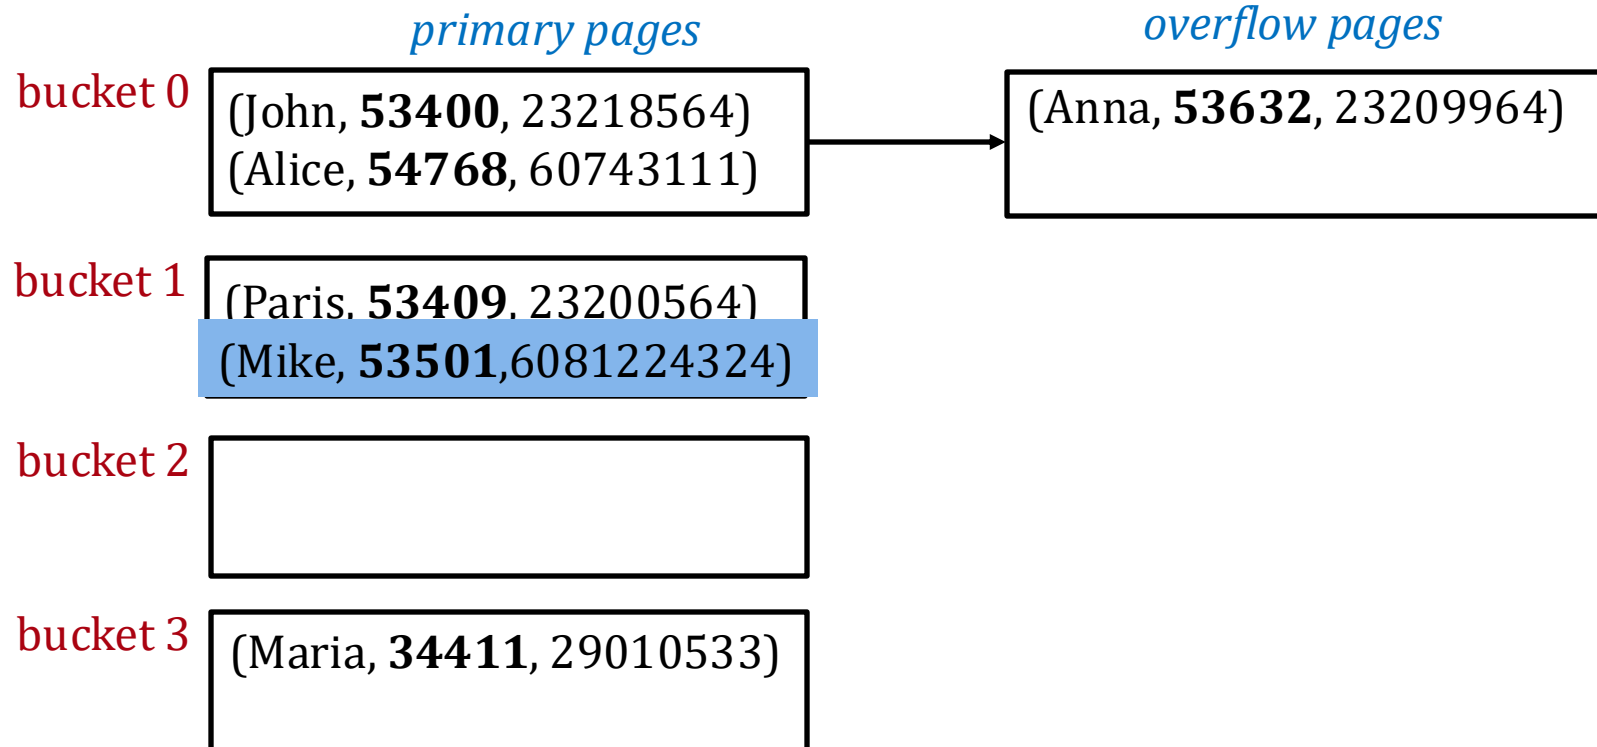 primary pages
overflow pages
bucket 0
(John, 53400, 23218564)
(Alice, 54768, 60743111)
(Anna, 53632, 23209964)
bucket 1
(Paris, 53409, 23200564)
(Mike, 53501,6081224324)
bucket 2
bucket 3
(Maria, 34411, 29010533)